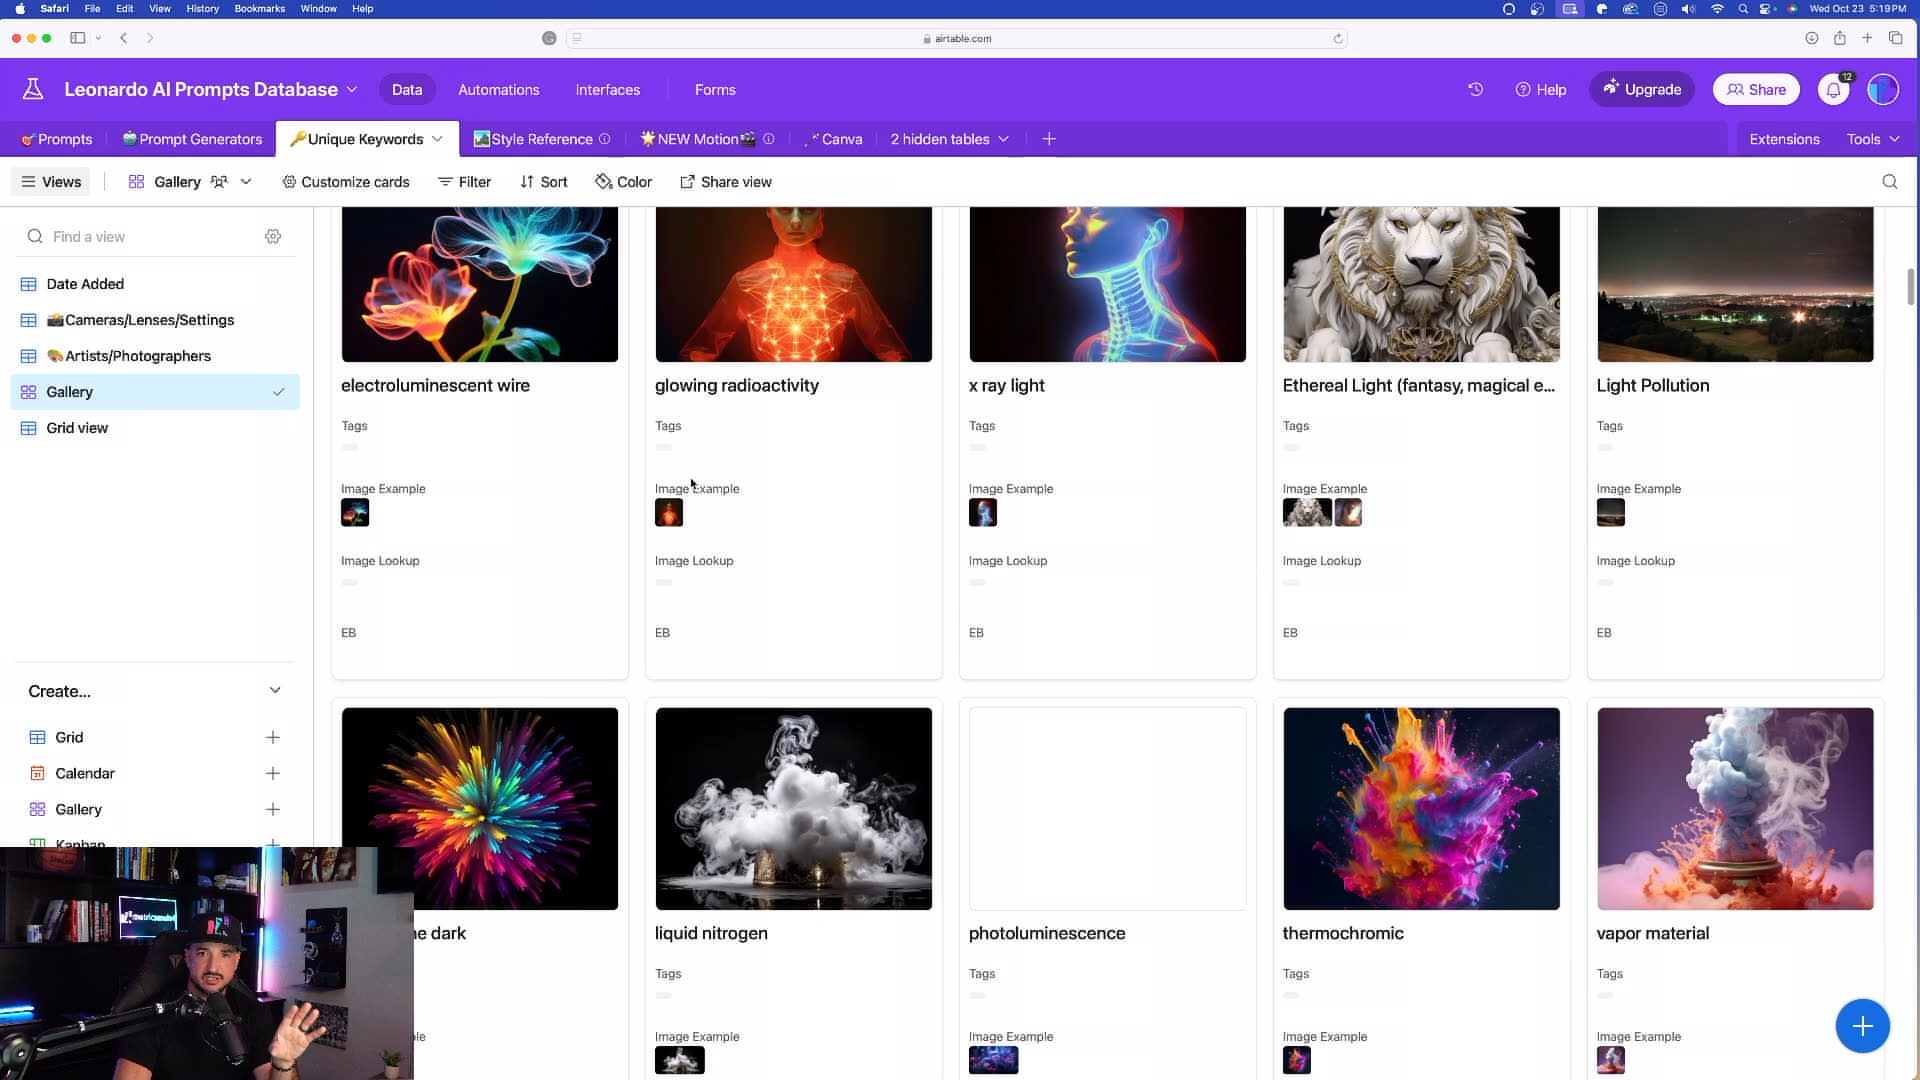 Safari File Edit View History Bookmarks Window Help
Wed Oct 23 5:19 PM
airtable.com
Leonardo AI Prompts Database
Data Automations Interfaces Forms
Help Upgrade Share 12
Prompts Prompt Generators Unique Keywords Style Reference NEW Motion Canva 2 hidden tables
Extensions Tools
Views Gallery Customize cards Filter Sort Color Share view
Find a view
Date Added
Cameras/Lenses/Settings
Artists/Photographers
Gallery
Grid view
Create...
Grid
Calendar
Gallery
Kanban
electroluminescent wire
Tags
Image Example
Image Lookup
EB
glowing radioactivity
Tags
Image Example
Image Lookup
EB
x ray light
Tags
Image Example
Image Lookup
EB
Ethereal Light (fantasy, magical e...
Tags
Image Example
Image Lookup
EB
Light Pollution
Tags
Image Example
Image Lookup
EB
dark
liquid nitrogen
Tags
Image Example
photoluminescence
Tags
Image Example
thermochromic
Tags
Image Example
vapor material
Tags
Image Example